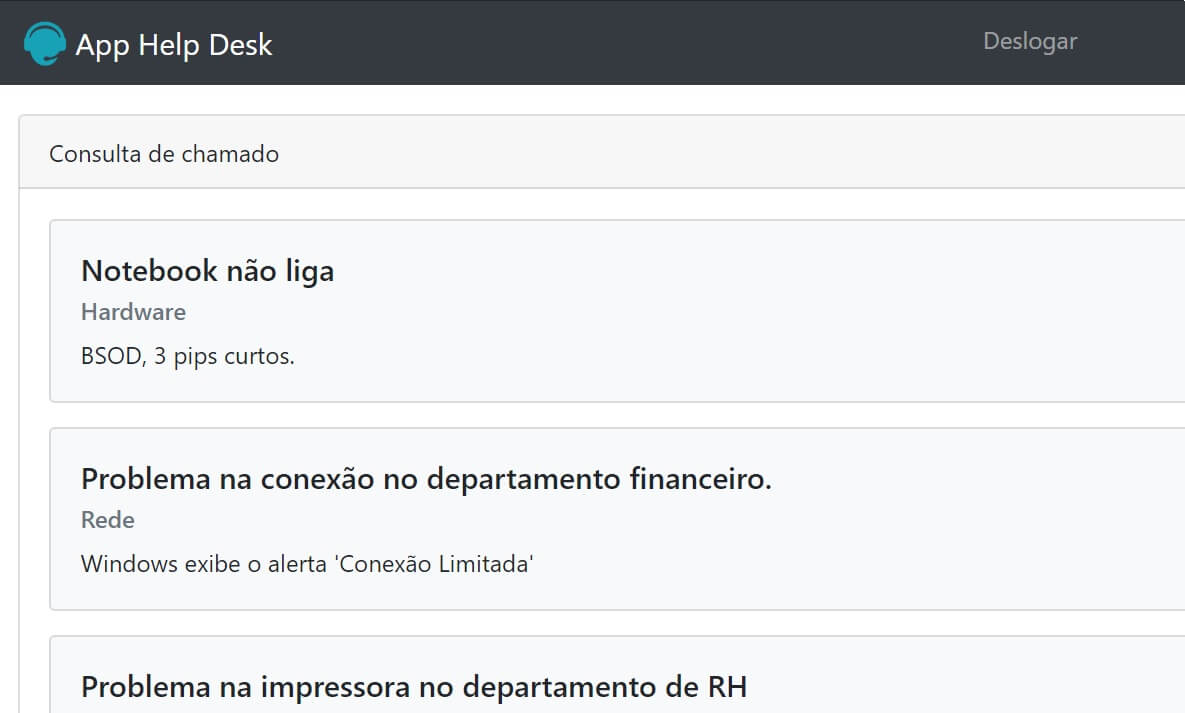 App Help Desk
Deslogar
Consulta de chamado
Notebook não liga
Hardware
BSOD, 3 pips curtos.
Problema na conexão no departamento financeiro.
Rede
Windows exibe o alerta 'Conexão Limitada'
Problema na impressora no departamento de RH